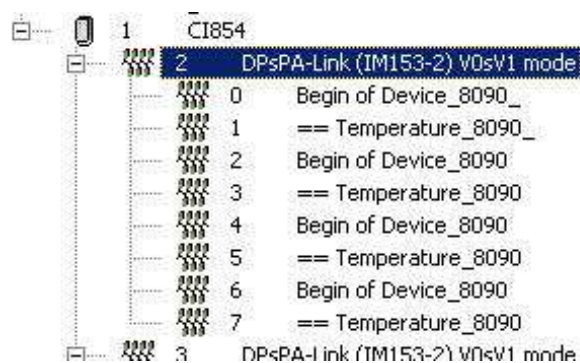 1 CI854
2 DPsPA-Link (IM153-2) V0sV1 mode
0 Begin of Device_8090_
1 == Temperature_8090_
2 Begin of Device_8090
3 == Temperature_8090
4 Begin of Device_8090
5 == Temperature_8090
6 Begin of Device_8090
7 == Temperature_8090
3 DPsPA-Link (IM153-2) V0sV1 mode